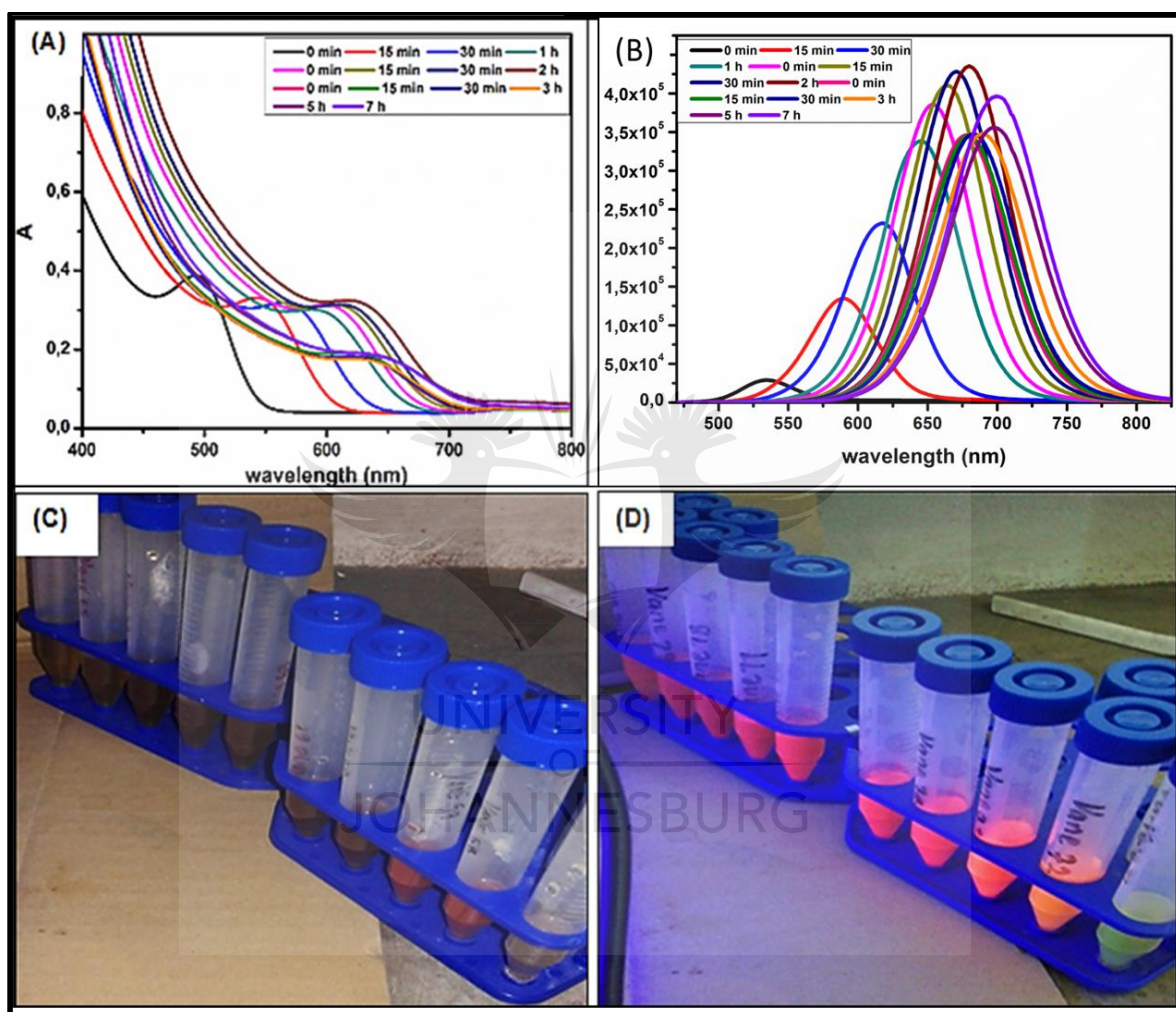 (A)
0 min 15 min 30 min 1 h
0 min 15 min 30 min 2 h
0 min 15 min 30 min 3 h
5 h 7 h
0,8
0,6
A
0,4
0,2
0,0
400 500 600 700 800
wavelength (nm)
(B)
0 min 15 min 30 min
1 h 0 min 15 min
30 min 2 h 0 min
15 min 30 min 3 h
5 h 7 h
4,0x10⁵
3,5x10⁵
3,0x10⁵
2,5x10⁵
2,0x10⁵
1,5x10⁵
1,0x10⁵
5,0x10⁴
0,0
500 550 600 650 700 750 800
wavelength (nm)
(C)
(D)
Vane
Vane
Vane 32
UNIVERSITY
OF
JOHANNESBURG